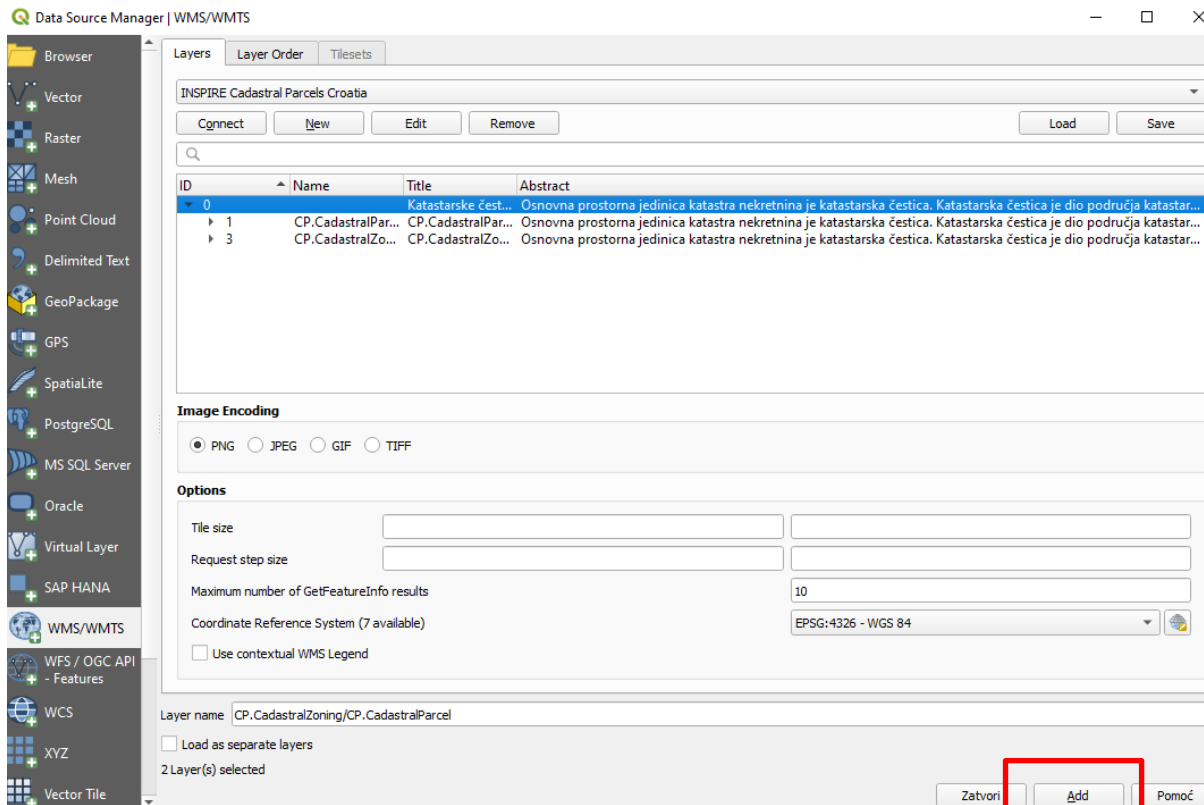 Data Source Manager | WMS/WMTS
Browser
Vector
Raster
Mesh
Point Cloud
Delimited Text
GeoPackage
GPS
SpatiaLite
PostgreSQL
MS SQL Server
Oracle
Virtual Layer
SAP HANA
WMS/WMTS
WFS / OGC API
- Features
WCS
XYZ
Vector Tile
Layers Layer Order Tilesets
INSPIRE Cadastral Parcels Croatia
Connect New Edit Remove Load Save
ID Name Title Abstract
0 Katastarske čest... Osnovna prostorna jedinica katastra nekretnina je katastarska čestica. Katastarska čestica je dio područja katastar...
1 CP.CadastralPar... CP.CadastralPar... Osnovna prostorna jedinica katastra nekretnina je katastarska čestica. Katastarska čestica je dio područja katastar...
3 CP.CadastralZo... CP.CadastralZo... Osnovna prostorna jedinica katastra nekretnina je katastarska čestica. Katastarska čestica je dio područja katastar...
Image Encoding
PNG JPEG GIF TIFF
Options
Tile size
Request step size
Maximum number of GetFeatureInfo results 10
Coordinate Reference System (7 available) EPSG:4326 - WGS 84
Use contextual WMS Legend
Layer name CP.CadastralZoning/CP.CadastralParcel
Load as separate layers
2 Layer(s) selected
Zatvori Add Pomoć